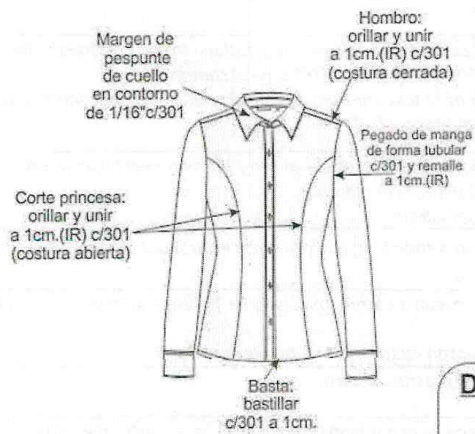 Margen de
pespunte
de cuello
en contorno
de 1/16"c/301
Hombro:
orillar y unir
a 1cm.(IR) c/301
(costura cerrada)
Pegado de manga
de forma tubular
c/301 y remalle
a 1cm.(IR)
Corte princesa:
orillar y unir
a 1cm.(IR) c/301
(costura abierta)
Basta:
bastillar
c/301 a 1cm.
D